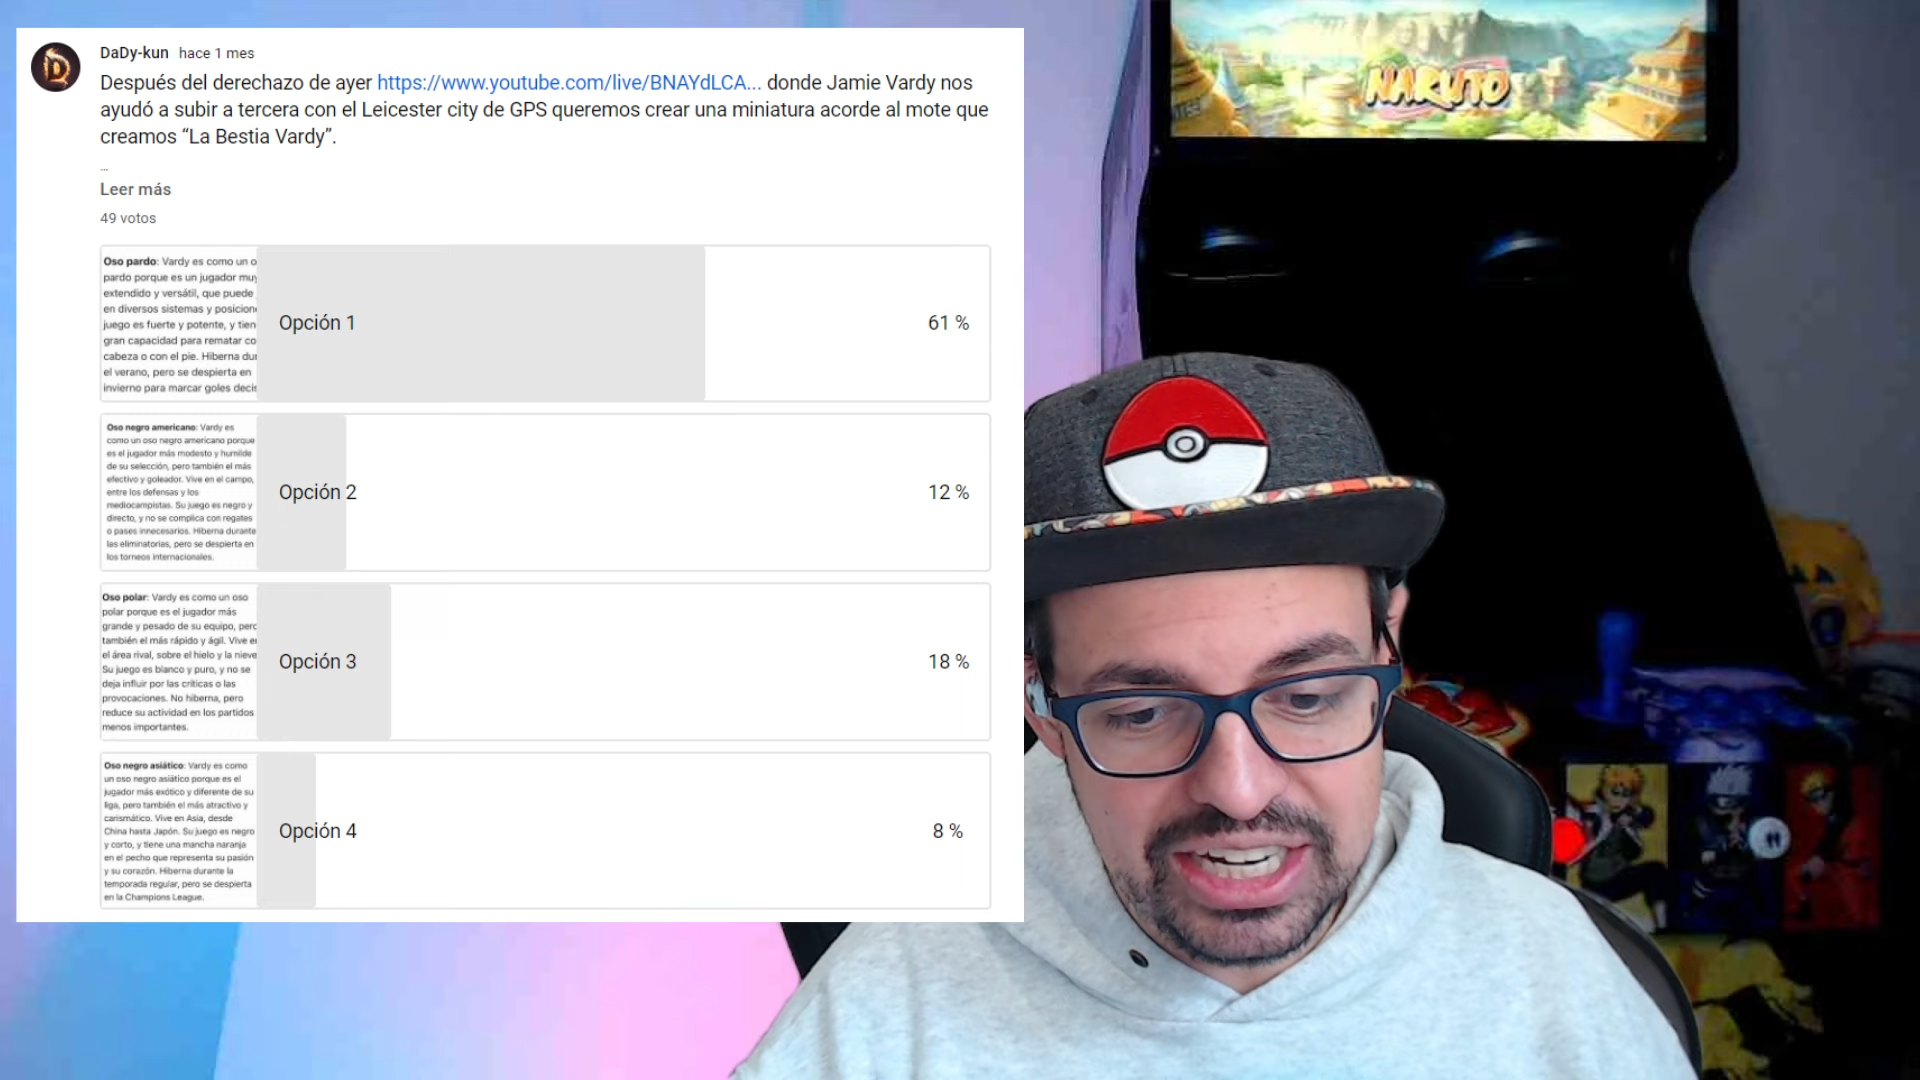 DaDy-kun hace 1 mes
Después del derechazo de ayer https://www.youtube.com/live/BNAYdLCA... donde Jamie Vardy nos
ayudó a subir a tercera con el Leicester city de GPS queremos crear una miniatura acorde al mote que
creamos “La Bestia Vardy”.
...
Leer más
49 votos
Oso pardo: Vardy es como un o
pardo porque es un jugador muy
extendido y versátil, que puede
en diversos sistemas y posicion
juego es fuerte y potente, y tien
gran capacidad para rematar co
cabeza o con el pie. Hiberna dur
el verano, pero se despierta en
invierno para marcar goles decis
Opción 1
61 %
Oso negro americano: Vardy es
como un oso negro americano porque
es el jugador más modesto y humilde
de su selección, pero también el más
efectivo y goleador. Vive en el campo,
entre los defensas y los
mediocampistas. Su juego es negro y
directo, y no se complica con regates
o pases innecesarios. Hiberna durante
las eliminatorias, pero se despierta en
los torneos internacionales.
Opción 2
12 %
Oso polar: Vardy es como un oso
polar porque es el jugador más
grande y pesado de su equipo, pero
también el más rápido y ágil. Vive en
el área rival, sobre el hielo y la nieve
Su juego es blanco y puro, y no se
deja influir por las críticas o las
provocaciones. No hiberna, pero
reduce su actividad en los partidos
menos importantes.
Opción 3
18 %
Oso negro asiático: Vardy es como
un oso negro asiático porque es el
jugador más exótico y diferente de su
liga, pero también el más atractivo y
carismático. Vive en Asia, desde
China hasta Japón. Su juego es negro
y corto, y tiene una mancha naranja
en el pecho que representa su pasión
y su corazón. Hiberna durante la
temporada regular, pero se despierta
en la Champions League.
Opción 4
8 %
NARUTO